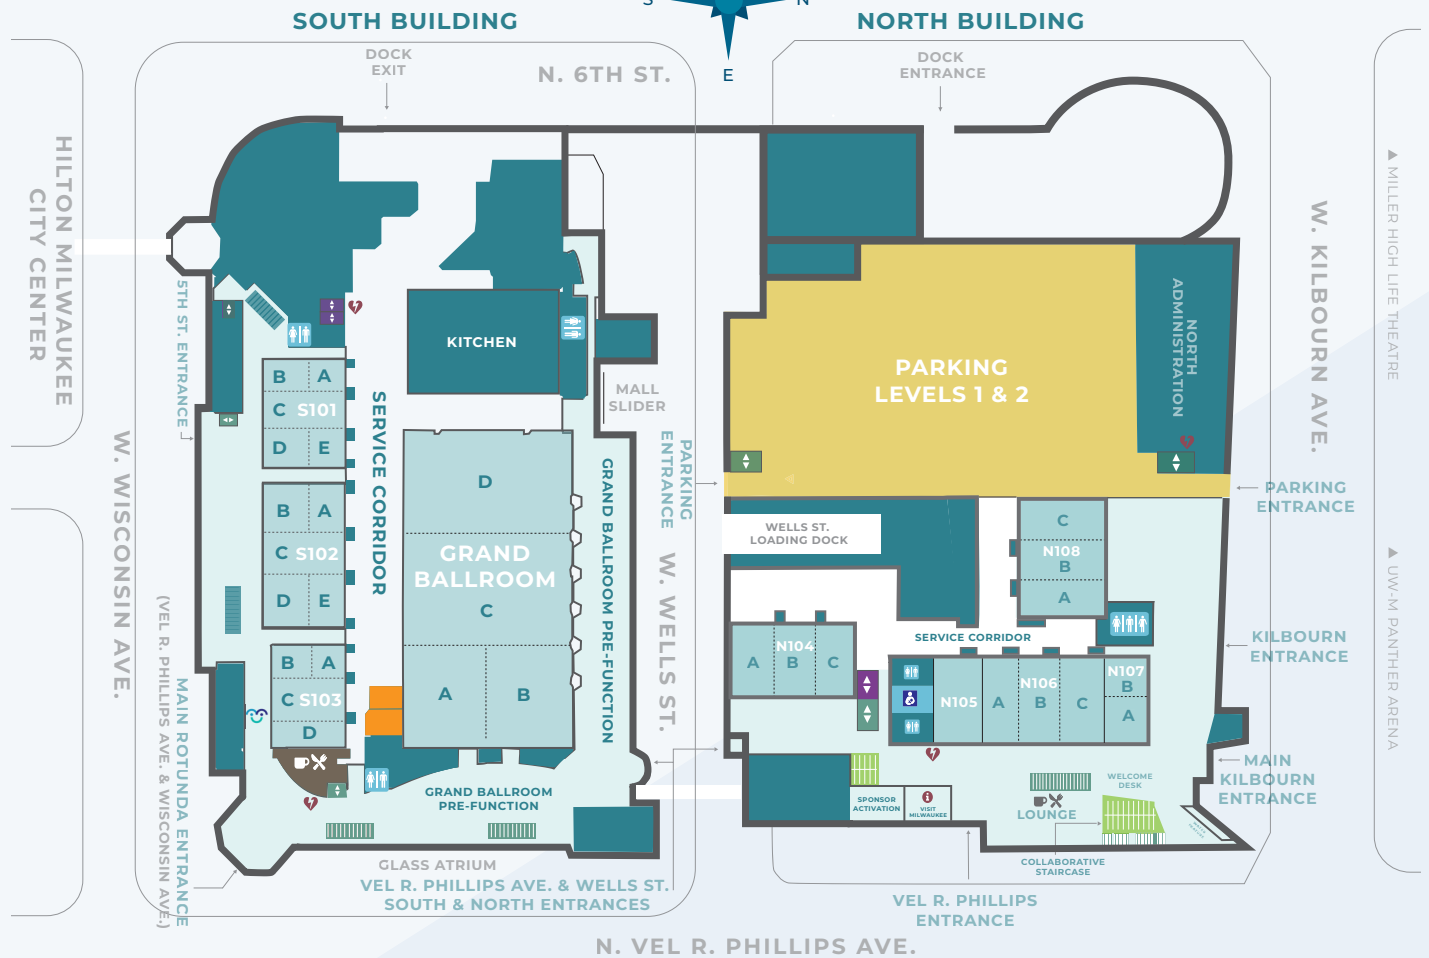 S
N
E
SOUTH BUILDING
NORTH BUILDING
DOCK
EXIT
N. 6TH ST.
DOCK
ENTRANCE
HILTON MILWAUKEE
CITY CENTER
5TH ST. ENTRANCE
W. WISCONSIN AVE.
MAIN ROTUNDA ENTRANCE
(VEL R. PHILLIPS AVE. & WISCONSIN AVE.)
B
A
C
S101
D
E
B
A
C
S102
D
E
B
A
C
S103
D
SERVICE CORRIDOR
KITCHEN
MALL
SLIDER
D
GRAND
BALLROOM
C
A
B
GRAND BALLROOM PRE-FUNCTION
GRAND BALLROOM
PRE-FUNCTION
GLASS ATRIUM
VEL R. PHILLIPS AVE. & WELLS ST.
SOUTH & NORTH ENTRANCES
PARKING
ENTRANCE
W. WELLS ST.
PARKING
LEVELS 1 & 2
NORTH
ADMINISTRATION
WELLS ST.
LOADING DOCK
C
N108
B
A
SERVICE CORRIDOR
N104
A
B
C
N105
N106
A
B
C
N107
B
A
SPONSOR
ACTIVATION
VISIT
MILWAUKEE
WELCOME
DESK
LOUNGE
COLLABORATIVE
STAIRCASE
VEL R. PHILLIPS
ENTRANCE
PARKING
ENTRANCE
KILBOURN
ENTRANCE
MAIN
KILBOURN
ENTRANCE
W. KILBOURN AVE.
MILLER HIGH LIFE THEATRE
UW-M PANTHER ARENA
N. VEL R. PHILLIPS AVE.